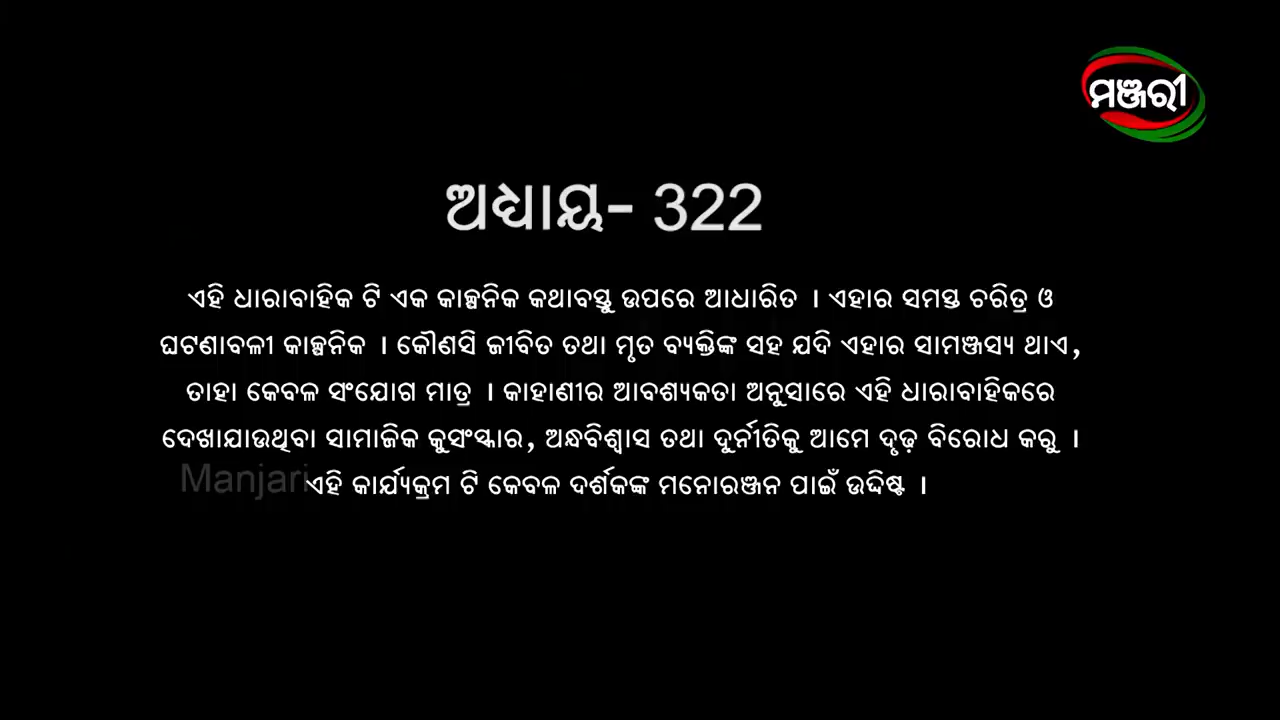 ମଞ୍ଜରୀ
ଅଧ୍ୟାୟ- 322
ଏହି ଧାରାବାହିକ ଟି ଏକ କାଳ୍ପନିକ କଥାବସ୍ତୁ ଉପରେ ଆଧାରିତ । ଏହାର ସମସ୍ତ ଚରିତ୍ର ଓ
ଘଟଣାବଳୀ କାଳ୍ପନିକ । କୌଣସି ଜୀବିତ ତଥା ମୃତ ବ୍ୟକ୍ତିଙ୍କ ସହ ଯଦି ଏହାର ସାମଞ୍ଜସ୍ୟ ଥାଏ,
ତାହା କେବଳ ସଂଯୋଗ ମାତ୍ର । କାହାଣୀର ଆବଶ୍ୟକତା ଅନୁସାରେ ଏହି ଧାରାବାହିକରେ
ଦେଖାଯାଉଥିବା ସାମାଜିକ କୁସଂସ୍କାର, ଅନ୍ଧବିଶ୍ୱାସ ତଥା ଦୁର୍ନୀତିକୁ ଆମେ ଦୃଢ଼ ବିରୋଧ କରୁ ।
Manjari
ଏହି କାର୍ଯ୍ୟକ୍ରମ ଟି କେବଳ ଦର୍ଶକଙ୍କ ମନୋରଞ୍ଜନ ପାଇଁ ଉଦ୍ଦିଷ୍ଟ ।